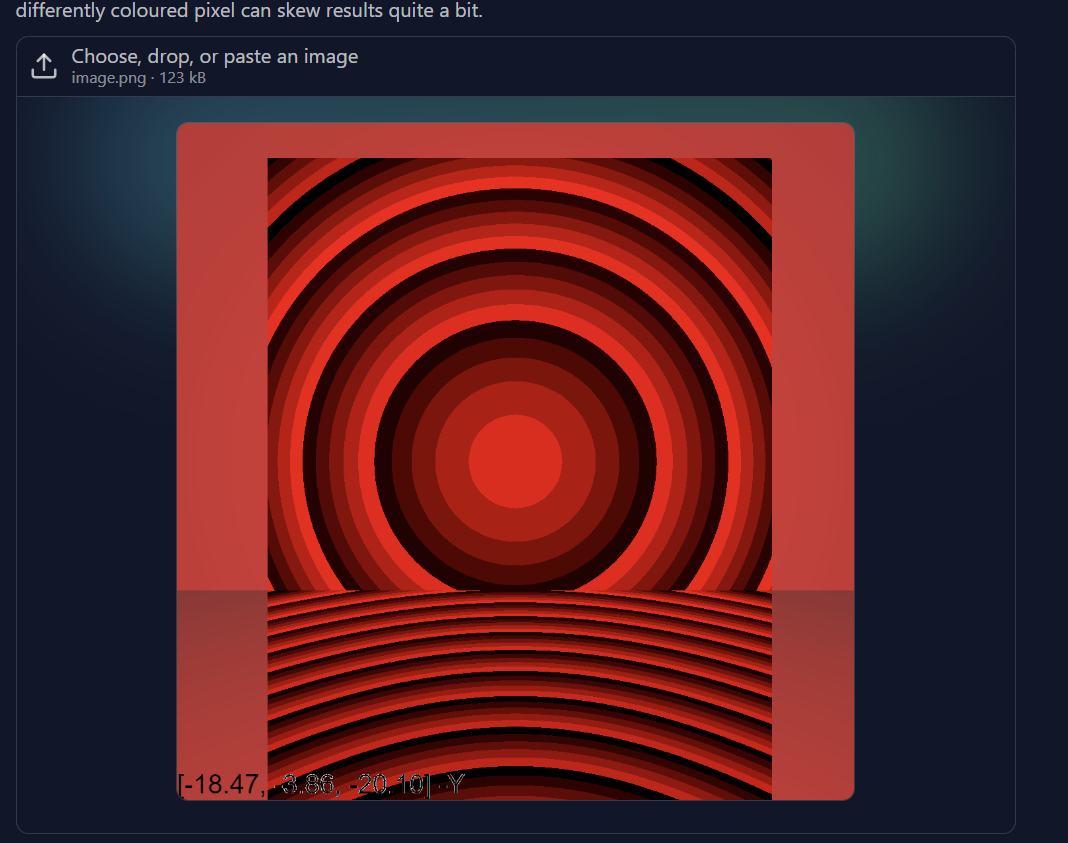 differently coloured pixel can skew results quite a bit.
Choose, drop, or paste an image
image.png · 123 kB
[-18.47, -3.86, -20.10] -Y